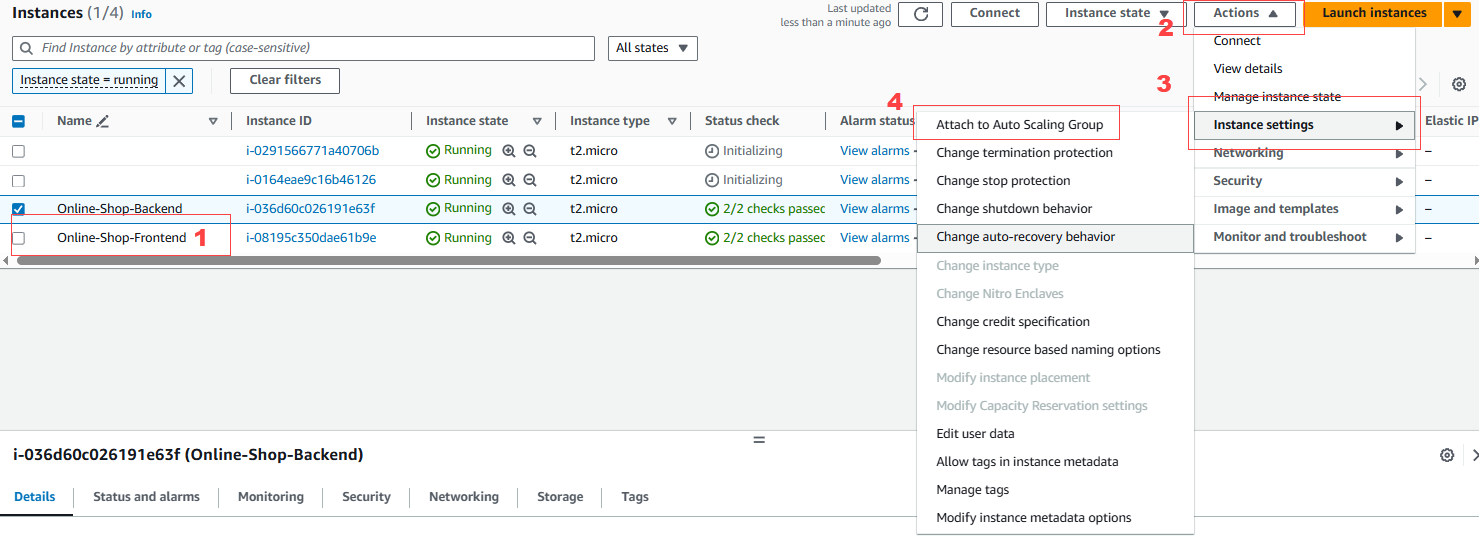 Instances (1/4) Info
Last updated
less than a minute ago
Connect
Instance state
2
Actions
Launch instances
Find Instance by attribute or tag (case-sensitive)
All states
Instance state = running
Clear filters
Connect
View details
3
Manage instance state
Instance settings
Networking
Security
Image and templates
Monitor and troubleshoot
Name Instance ID Instance state Instance type Status check Alarm status Elastic IP
i-0291566771a40706b Running t2.micro Initializing View alarms –
i-0164eae9c16b46126 Running t2.micro Initializing View alarms –
Online-Shop-Backend i-036d60c026191e63f Running t2.micro 2/2 checks passed View alarms –
Online-Shop-Frontend 1 i-08195c350dae61b9e Running t2.micro 2/2 checks passed View alarms –
4
Attach to Auto Scaling Group
Change termination protection
Change stop protection
Change shutdown behavior
Change auto-recovery behavior
Change instance type
Change Nitro Enclaves
Change credit specification
Change resource based naming options
Modify instance placement
Modify Capacity Reservation settings
Edit user data
Allow tags in instance metadata
Manage tags
Modify instance metadata options
i-036d60c026191e63f (Online-Shop-Backend)
Details Status and alarms Monitoring Security Networking Storage Tags